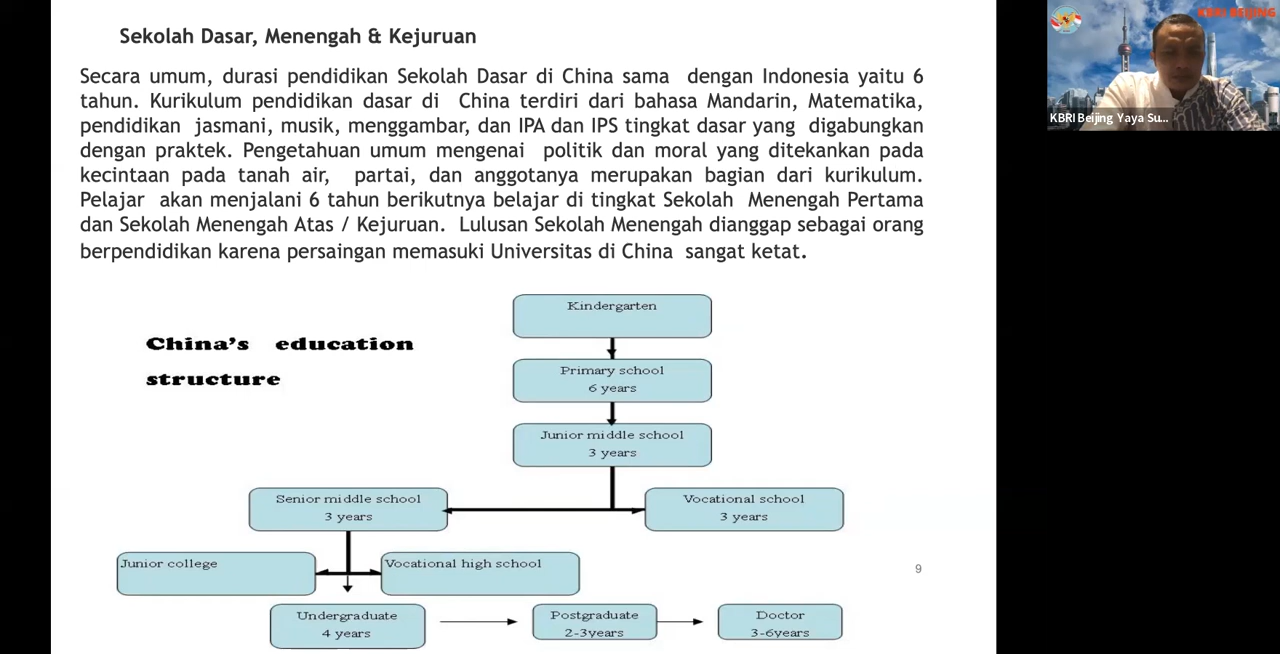 Sekolah Dasar, Menengah & Kejuruan
Secara umum, durasi pendidikan Sekolah Dasar di China sama dengan Indonesia yaitu 6
tahun. Kurikulum pendidikan dasar di China terdiri dari bahasa Mandarin, Matematika,
pendidikan jasmani, musik, menggambar, dan IPA dan IPS tingkat dasar yang digabungkan
dengan praktek. Pengetahuan umum mengenai politik dan moral yang ditekankan pada
kecintaan pada tanah air, partai, dan anggotanya merupakan bagian dari kurikulum.
Pelajar akan menjalani 6 tahun berikutnya belajar di tingkat Sekolah Menengah Pertama
dan Sekolah Menengah Atas / Kejuruan. Lulusan Sekolah Menengah dianggap sebagai orang
berpendidikan karena persaingan memasuki Universitas di China sangat ketat.
China's education
structure
Kindergarten
Primary school
6 years
Junior middle school
3 years
Senior middle school
3 years
Vocational school
3 years
Junior college
Vocational high school
Undergraduate
4 years
Postgraduate
2-3years
Doctor
3-6years
9
KBRI BEIJING
KBRI Beijing Yaya Su...